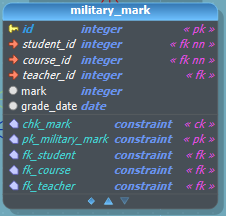 military_mark
id integer « pk »
student_id integer « fk nn »
course_id integer « fk nn »
teacher_id integer « fk »
mark integer
grade_date date
chk_mark constraint « ck »
pk_military_mark constraint « pk »
fk_student constraint « fk »
fk_course constraint « fk »
fk_teacher constraint « fk »